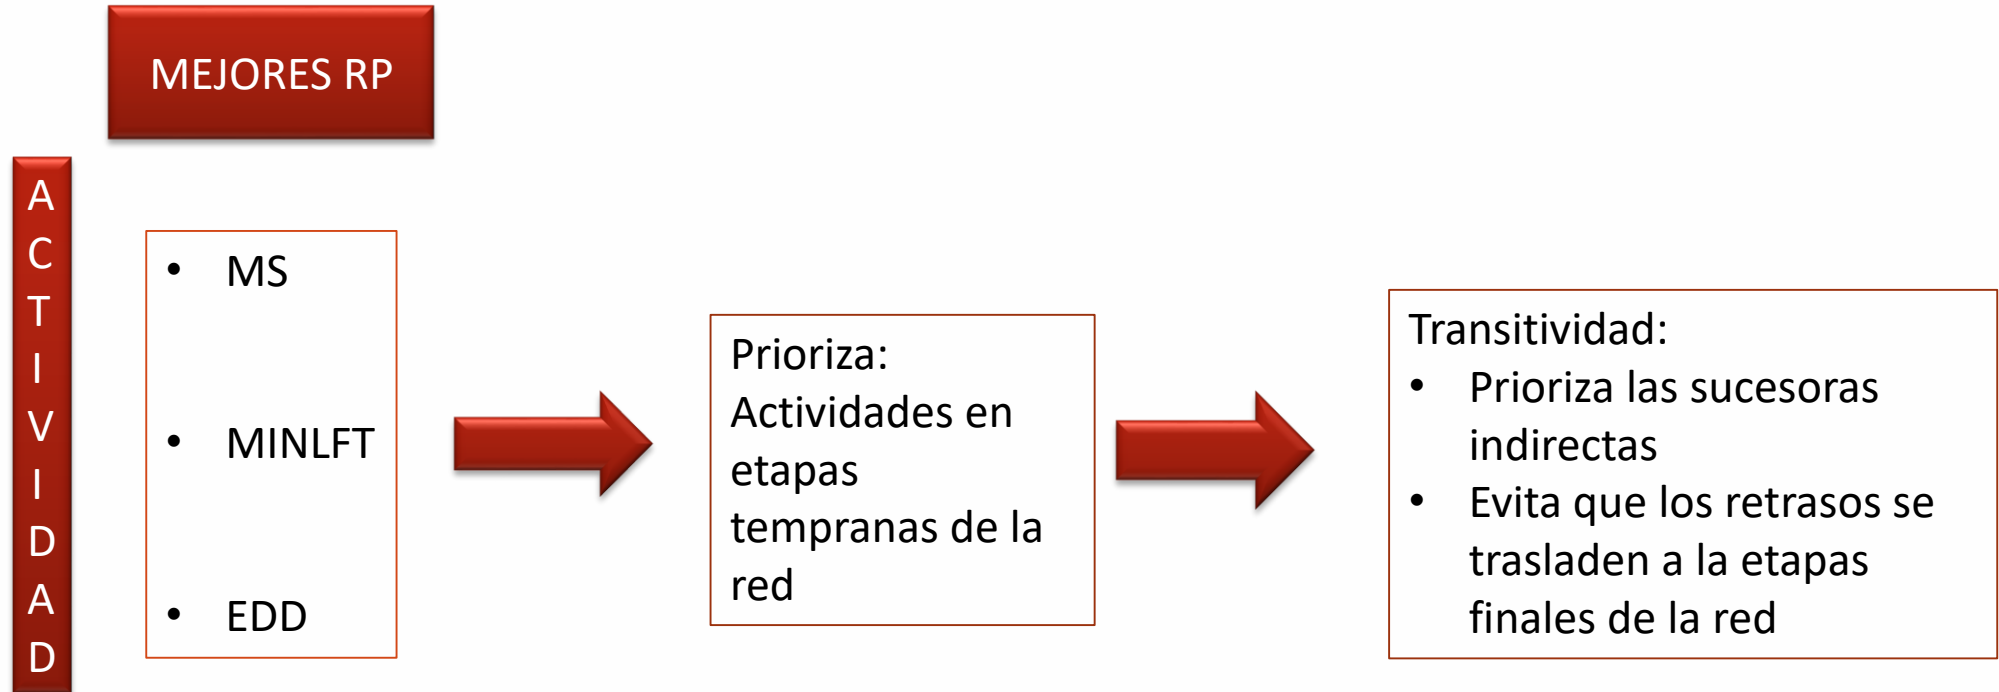 MEJORES RP
ACTIVIDAD
• MS
• MINLFT
• EDD
Prioriza:
Actividades en
etapas
tempranas de la
red
Transitividad:
• Prioriza las sucesoras
indirectas
• Evita que los retrasos se
trasladen a la etapas
finales de la red